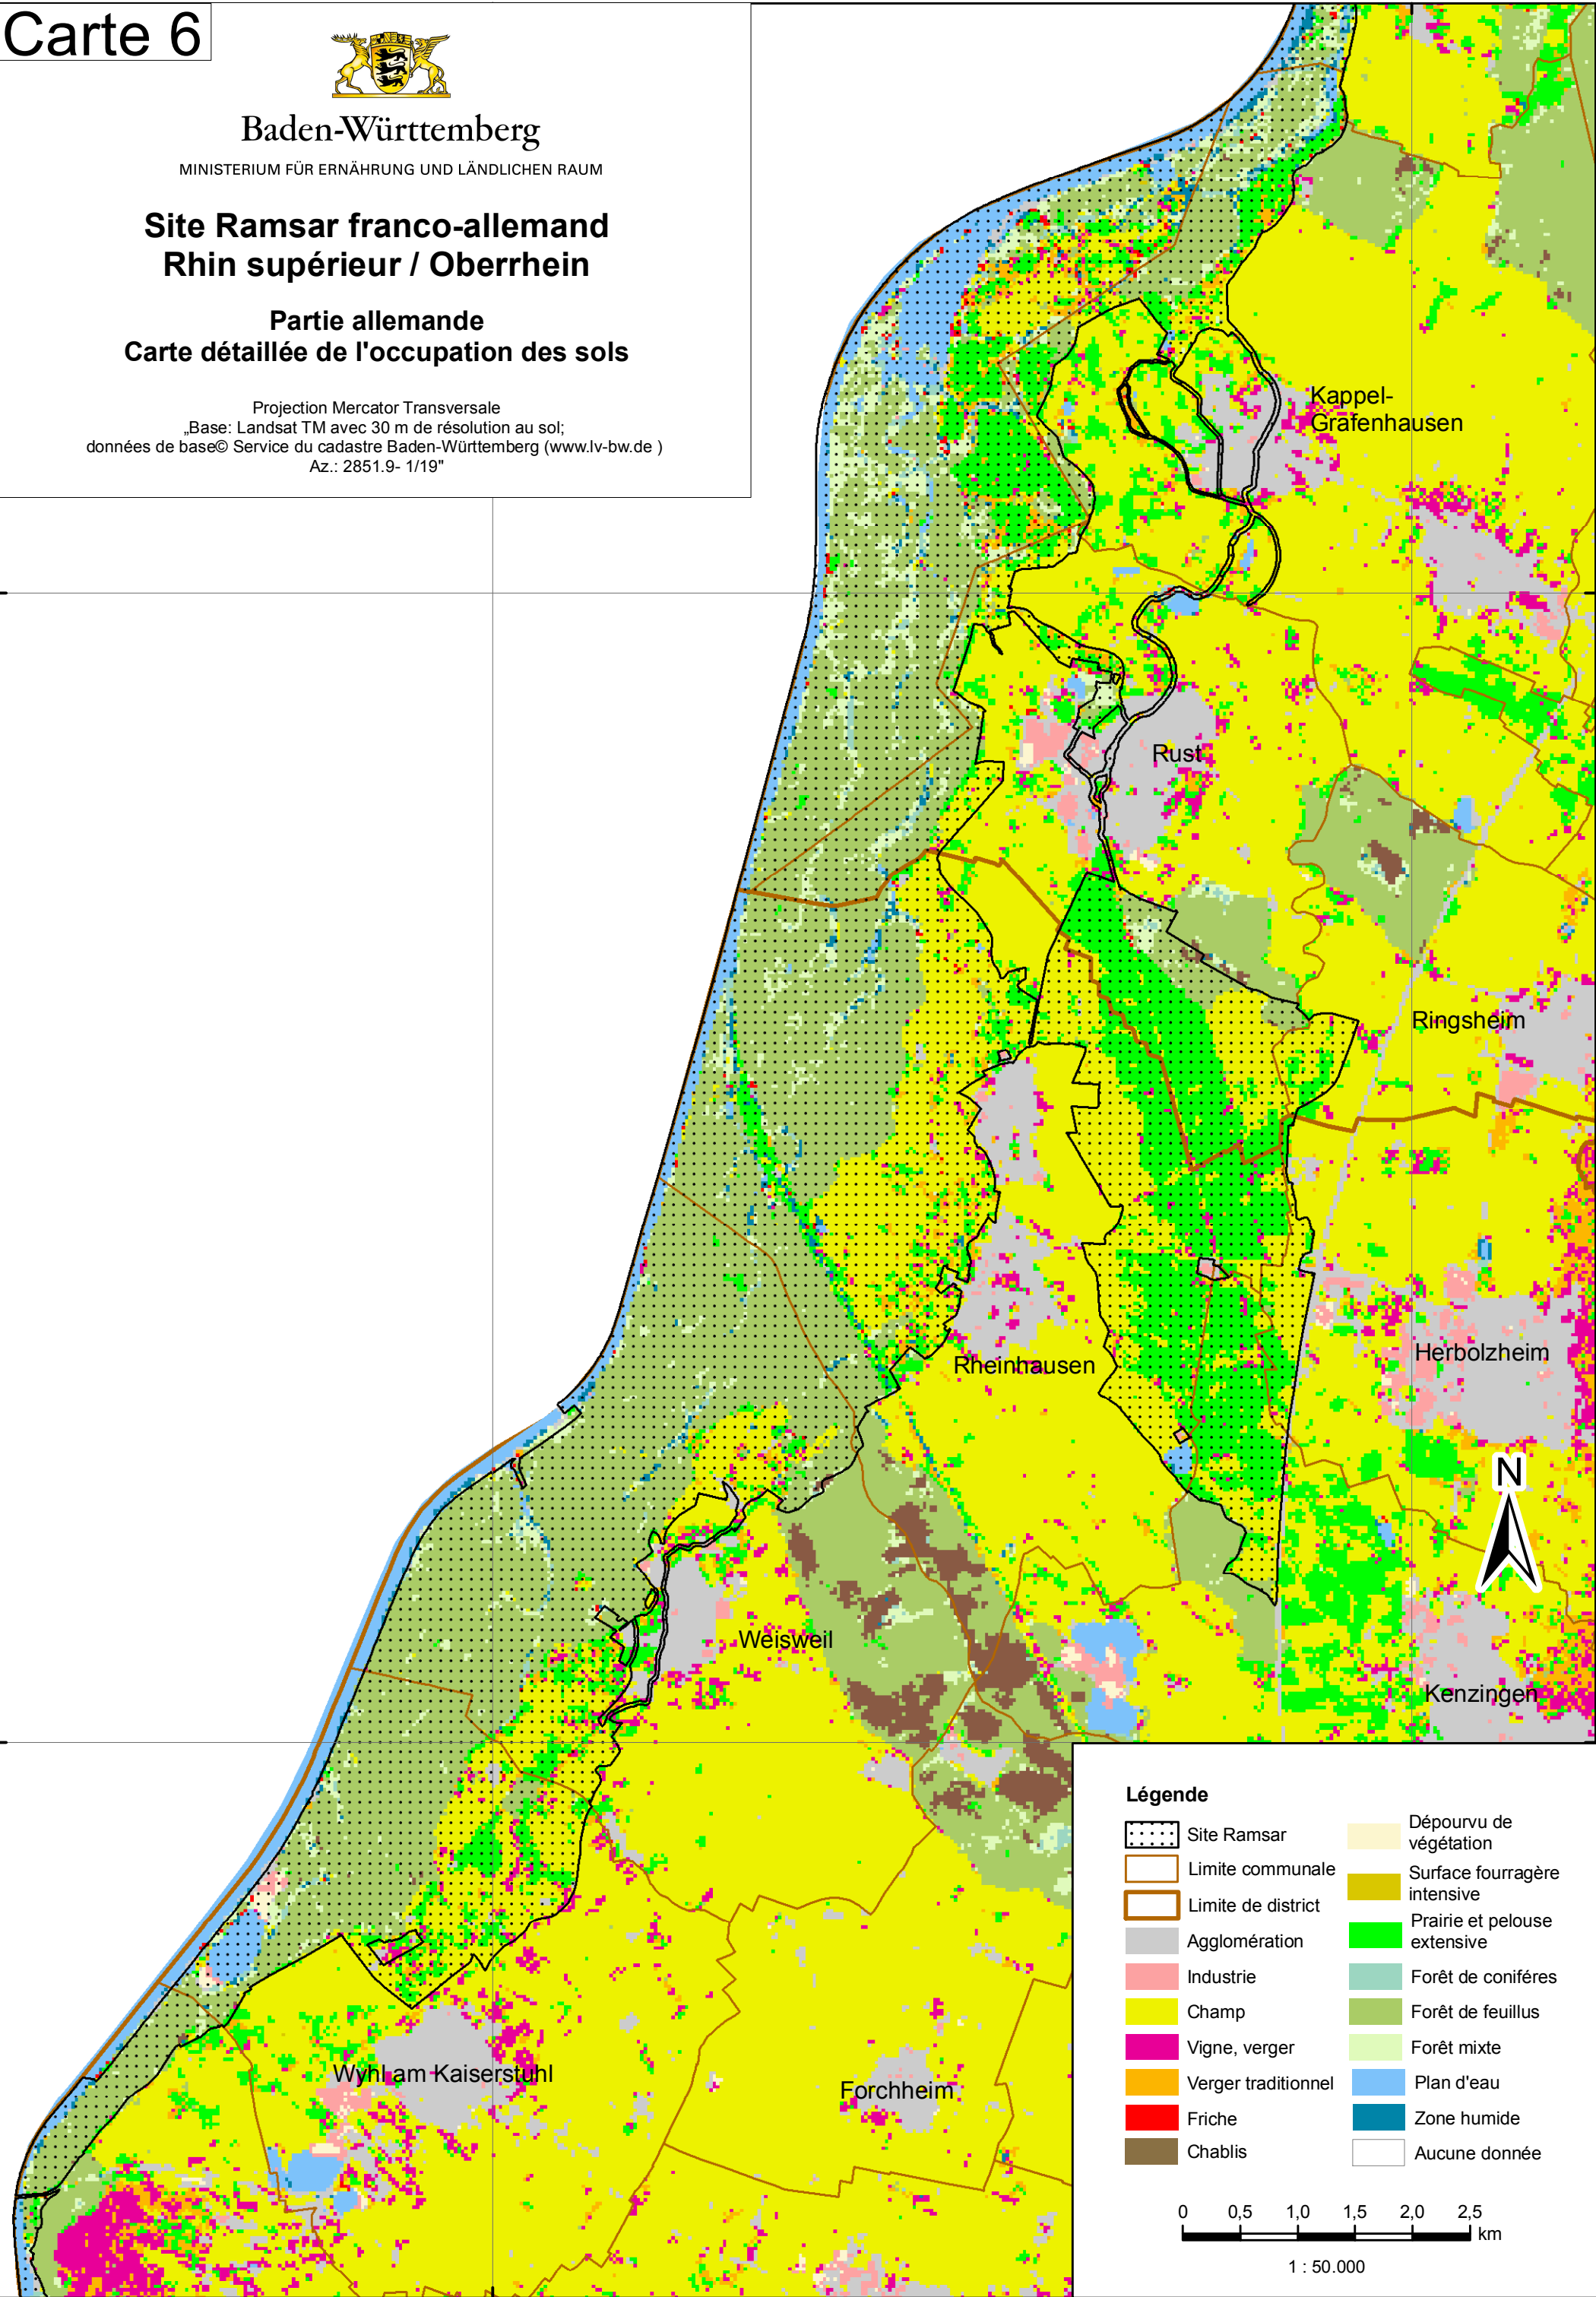 Carte 6
Baden-Württemberg
MINISTERIUM FÜR ERNÄHRUNG UND LÄNDLICHEN RAUM
Site Ramsar franco-allemand
Rhin supérieur / Oberrhein
Partie allemande
Carte détaillée de l'occupation des sols
Projection Mercator Transversale
„Base: Landsat TM avec 30 m de résolution au sol;
données de base© Service du cadastre Baden-Württemberg (www.lv-bw.de )
Az.: 2851.9- 1/19"
Kappel-
Grafenhausen
Rust
Ringsheim
Rheinhausen
Herbolzheim
N
Weisweil
Kenzingen
Wyhl am Kaiserstuhl
Forchheim
Légende
Site Ramsar
Limite communale
Limite de district
Agglomération
Industrie
Champ
Vigne, verger
Verger traditionnel
Friche
Chablis
Dépourvu de
végétation
Surface fourragère
intensive
Prairie et pelouse
extensive
Forêt de coniféres
Forêt de feuillus
Forêt mixte
Plan d'eau
Zone humide
Aucune donnée
0 0,5 1,0 1,5 2,0 2,5
km
1 : 50.000